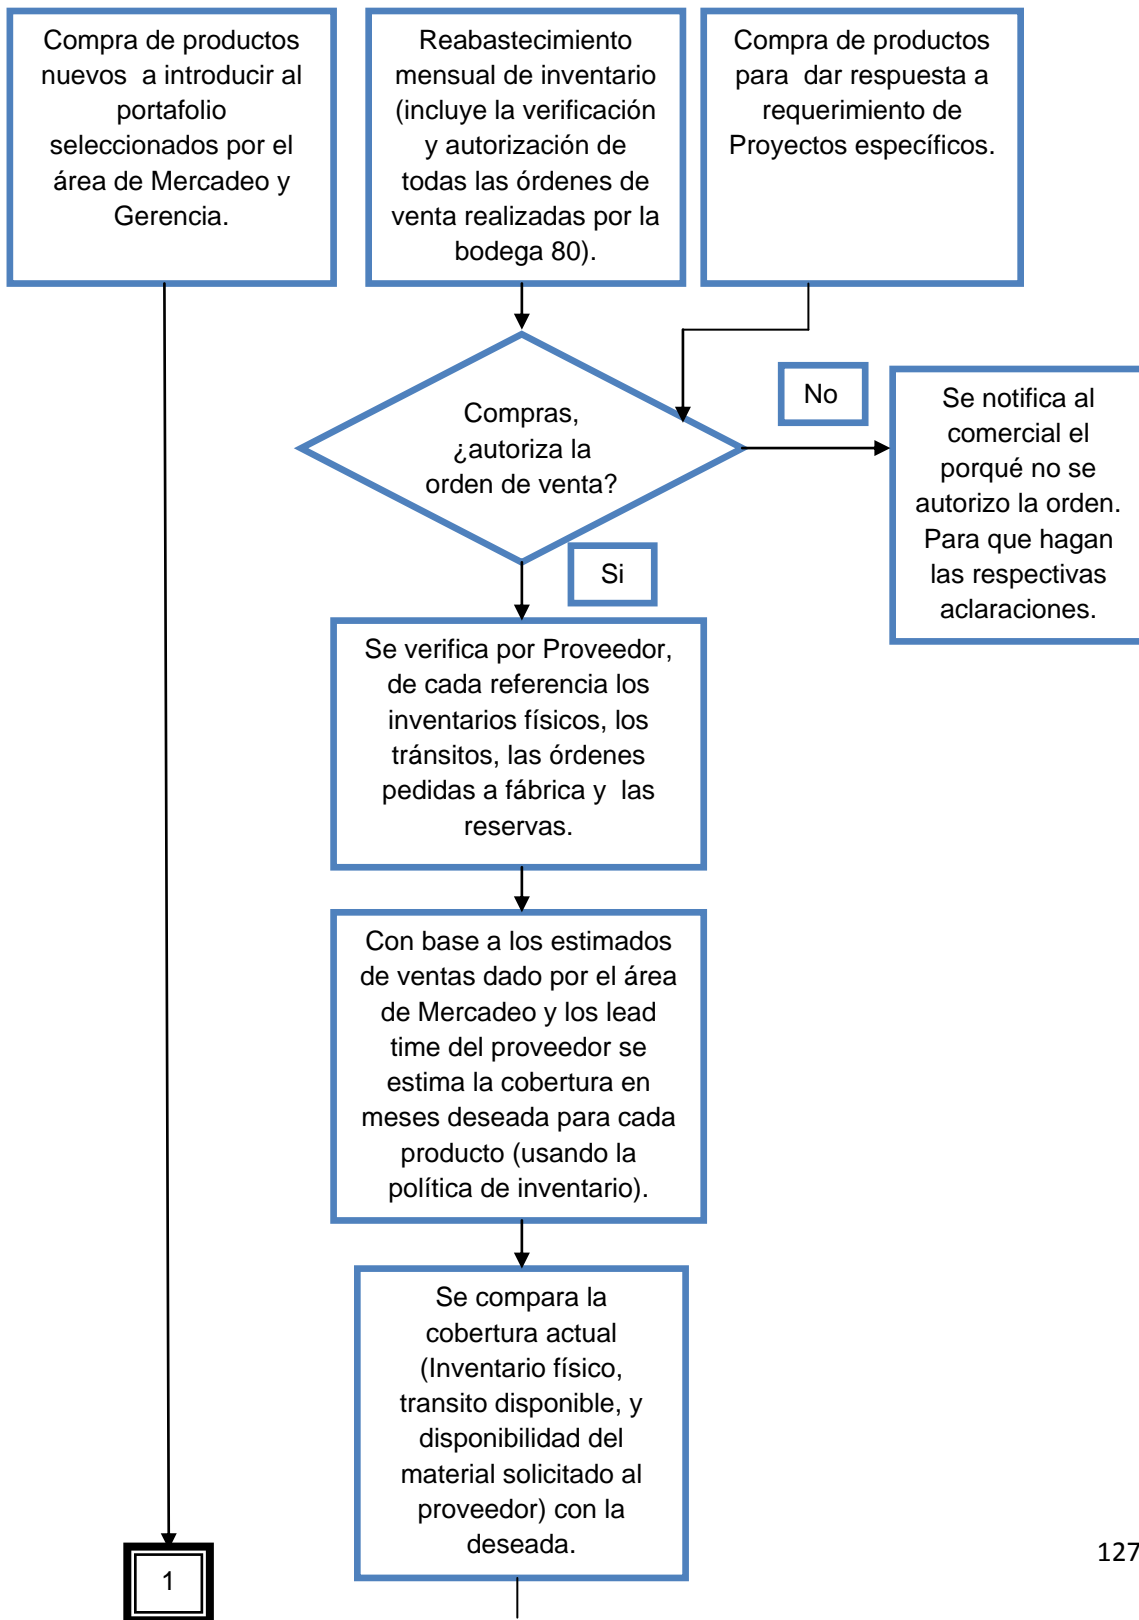 Compra de productos
nuevos a introducir al
portafolio
seleccionados por el
área de Mercadeo y
Gerencia.
Reabastecimiento
mensual de inventario
(incluye la verificación
y autorización de
todas las órdenes de
venta realizadas por la
bodega 80).
Compra de productos
para dar respuesta a
requerimiento de
Proyectos específicos.
Compras,
¿autoriza la
orden de venta?
No
Se notifica al
comercial el
porqué no se
autorizo la orden.
Para que hagan
las respectivas
aclaraciones.
Si
Se verifica por Proveedor,
de cada referencia los
inventarios físicos, los
tránsitos, las órdenes
pedidas a fábrica y las
reservas.
Con base a los estimados
de ventas dado por el área
de Mercadeo y los lead
time del proveedor se
estima la cobertura en
meses deseada para cada
producto (usando la
política de inventario).
Se compara la
cobertura actual
(Inventario físico,
transito disponible, y
disponibilidad del
material solicitado al
proveedor) con la
deseada.
1
127